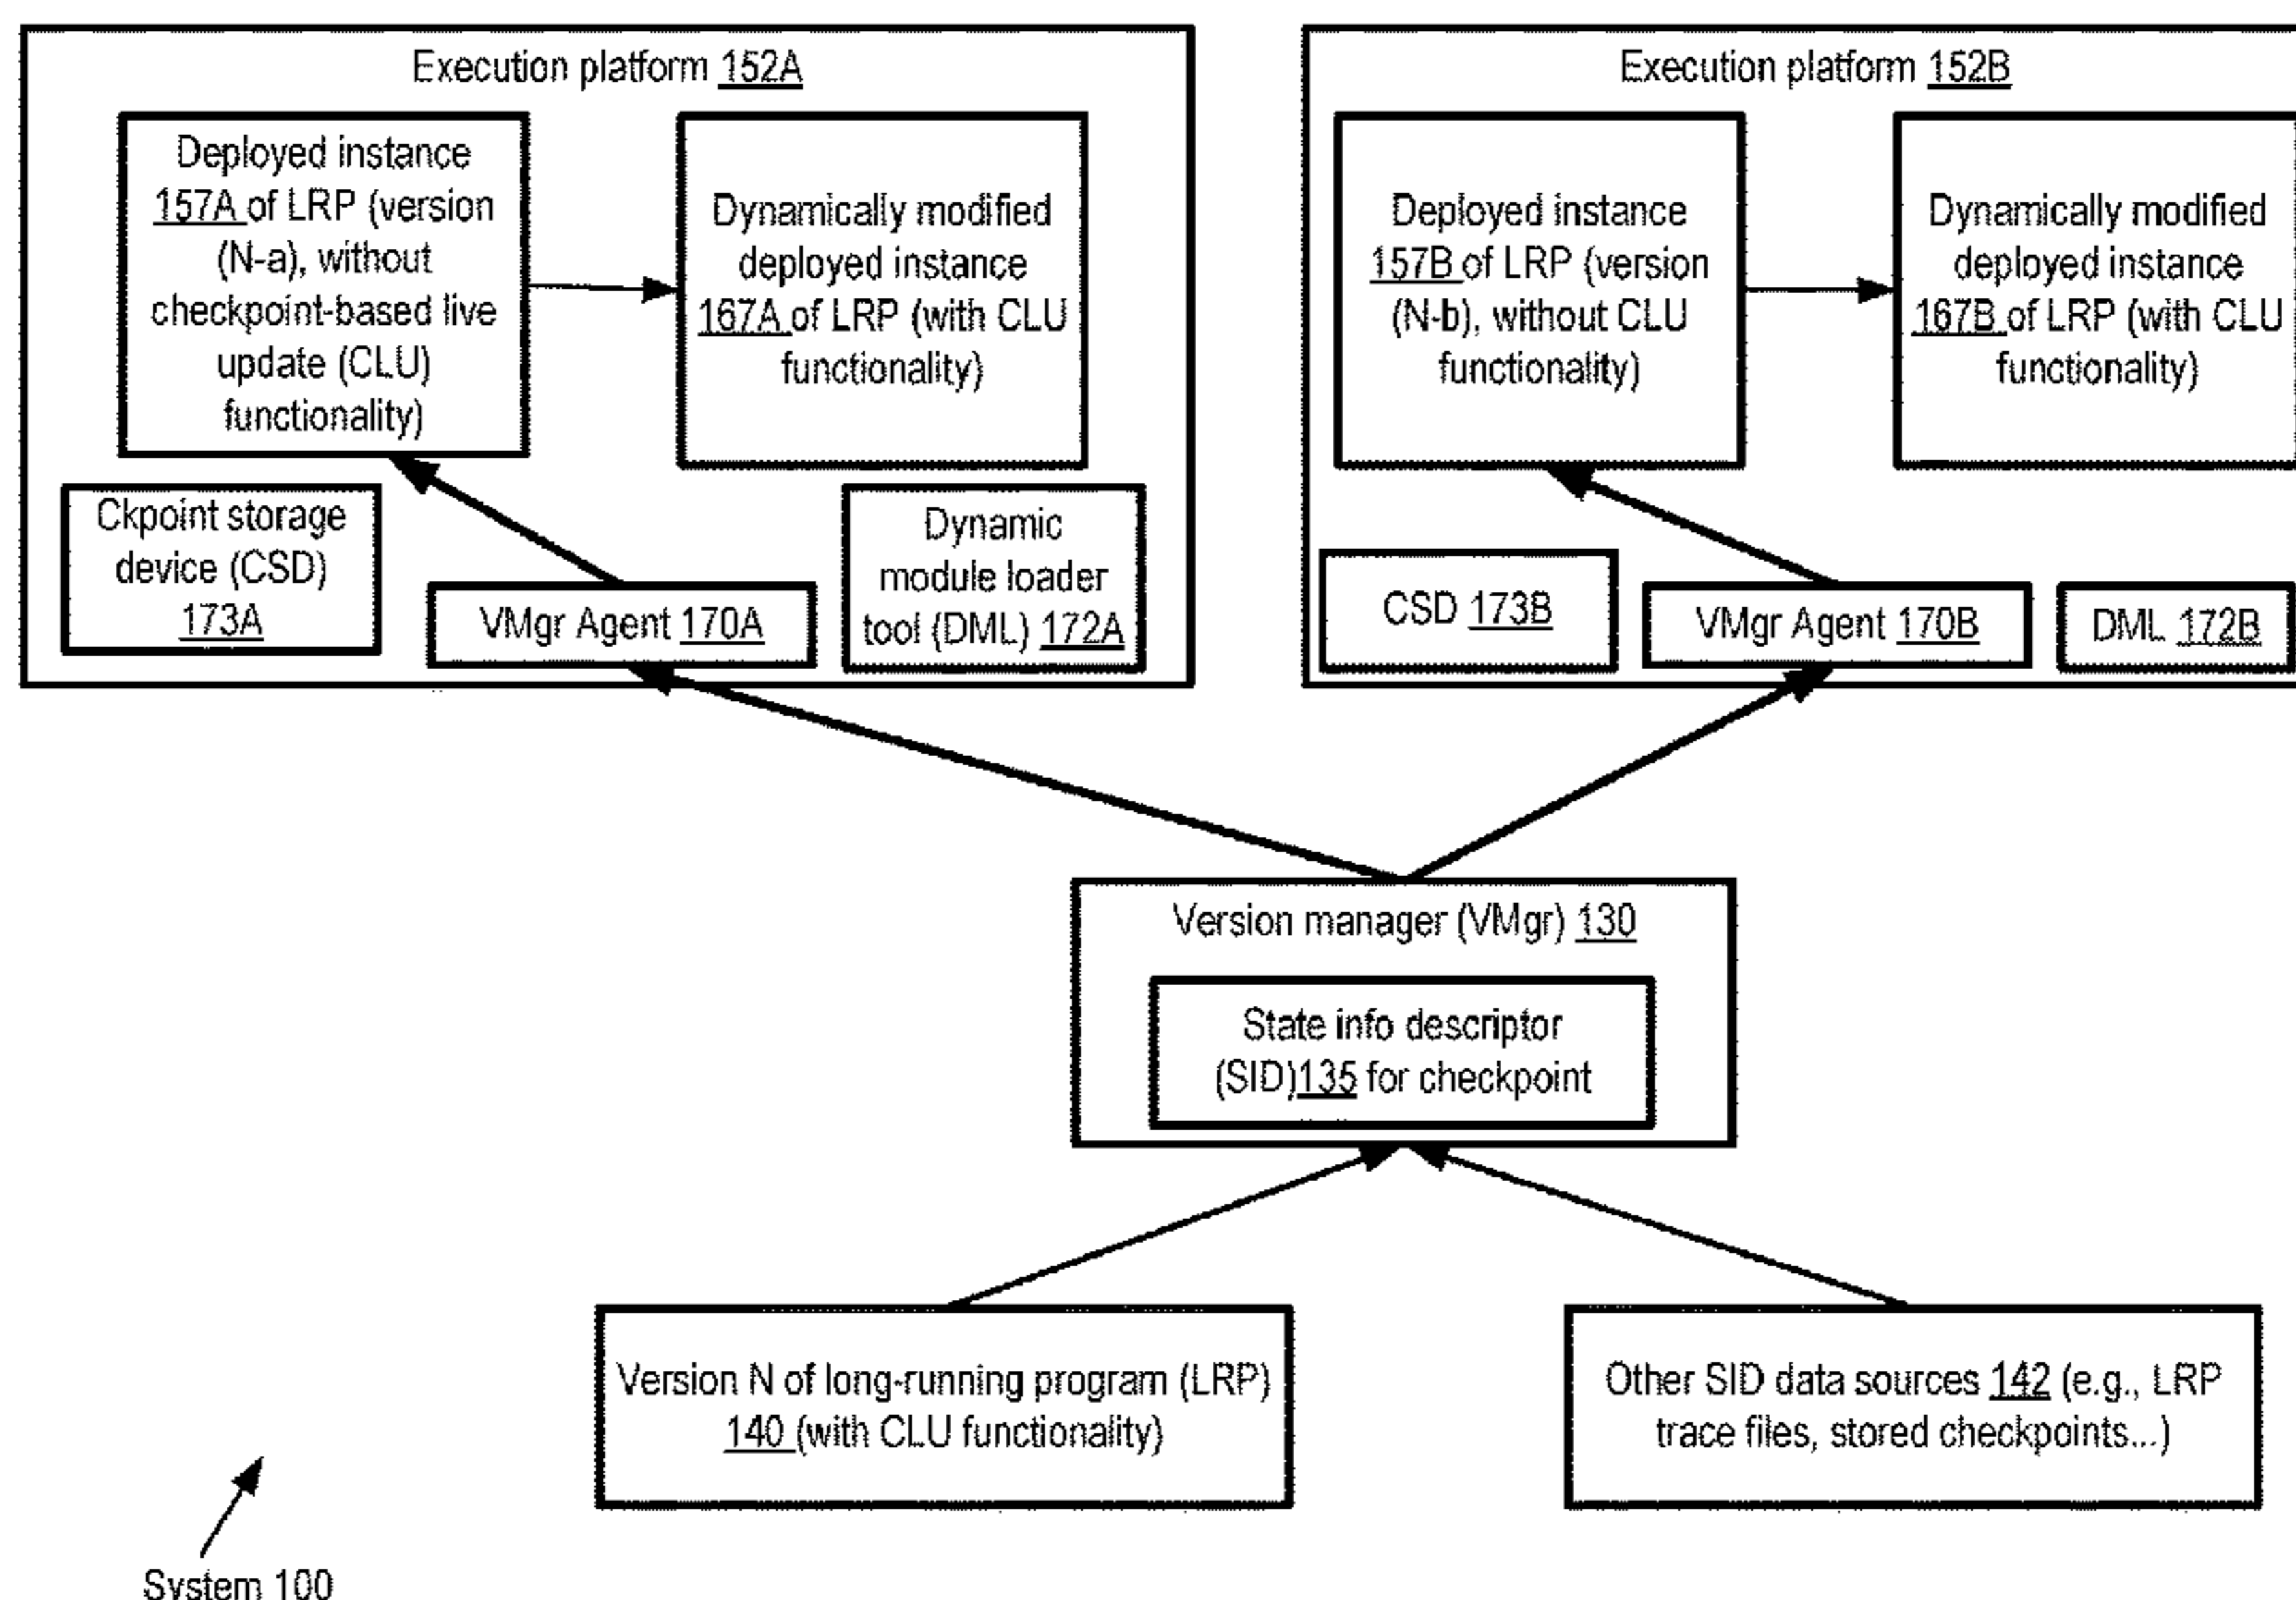 Execution platform 152A
Deployed instance
157A of LRP (version
(N-a), without
checkpoint-based live
update (CLU)
functionality)
Dynamically modified
deployed instance
167A of LRP (with CLU
functionality)
Ckpoint storage
device (CSD)
173A
VMgr Agent 170A
Dynamic
module loader
tool (DML) 172A
Execution platform 152B
Deployed instance
157B of LRP (version
(N-b), without CLU
functionality)
Dynamically modified
deployed instance
167B of LRP (with CLU
functionality)
CSD 173B
VMgr Agent 170B
DML 172B
Version manager (VMgr) 130
State info descriptor
(SID)135 for checkpoint
Version N of long-running program (LRP)
140 (with CLU functionality)
Other SID data sources 142 (e.g., LRP
trace files, stored checkpoints...)
System 100